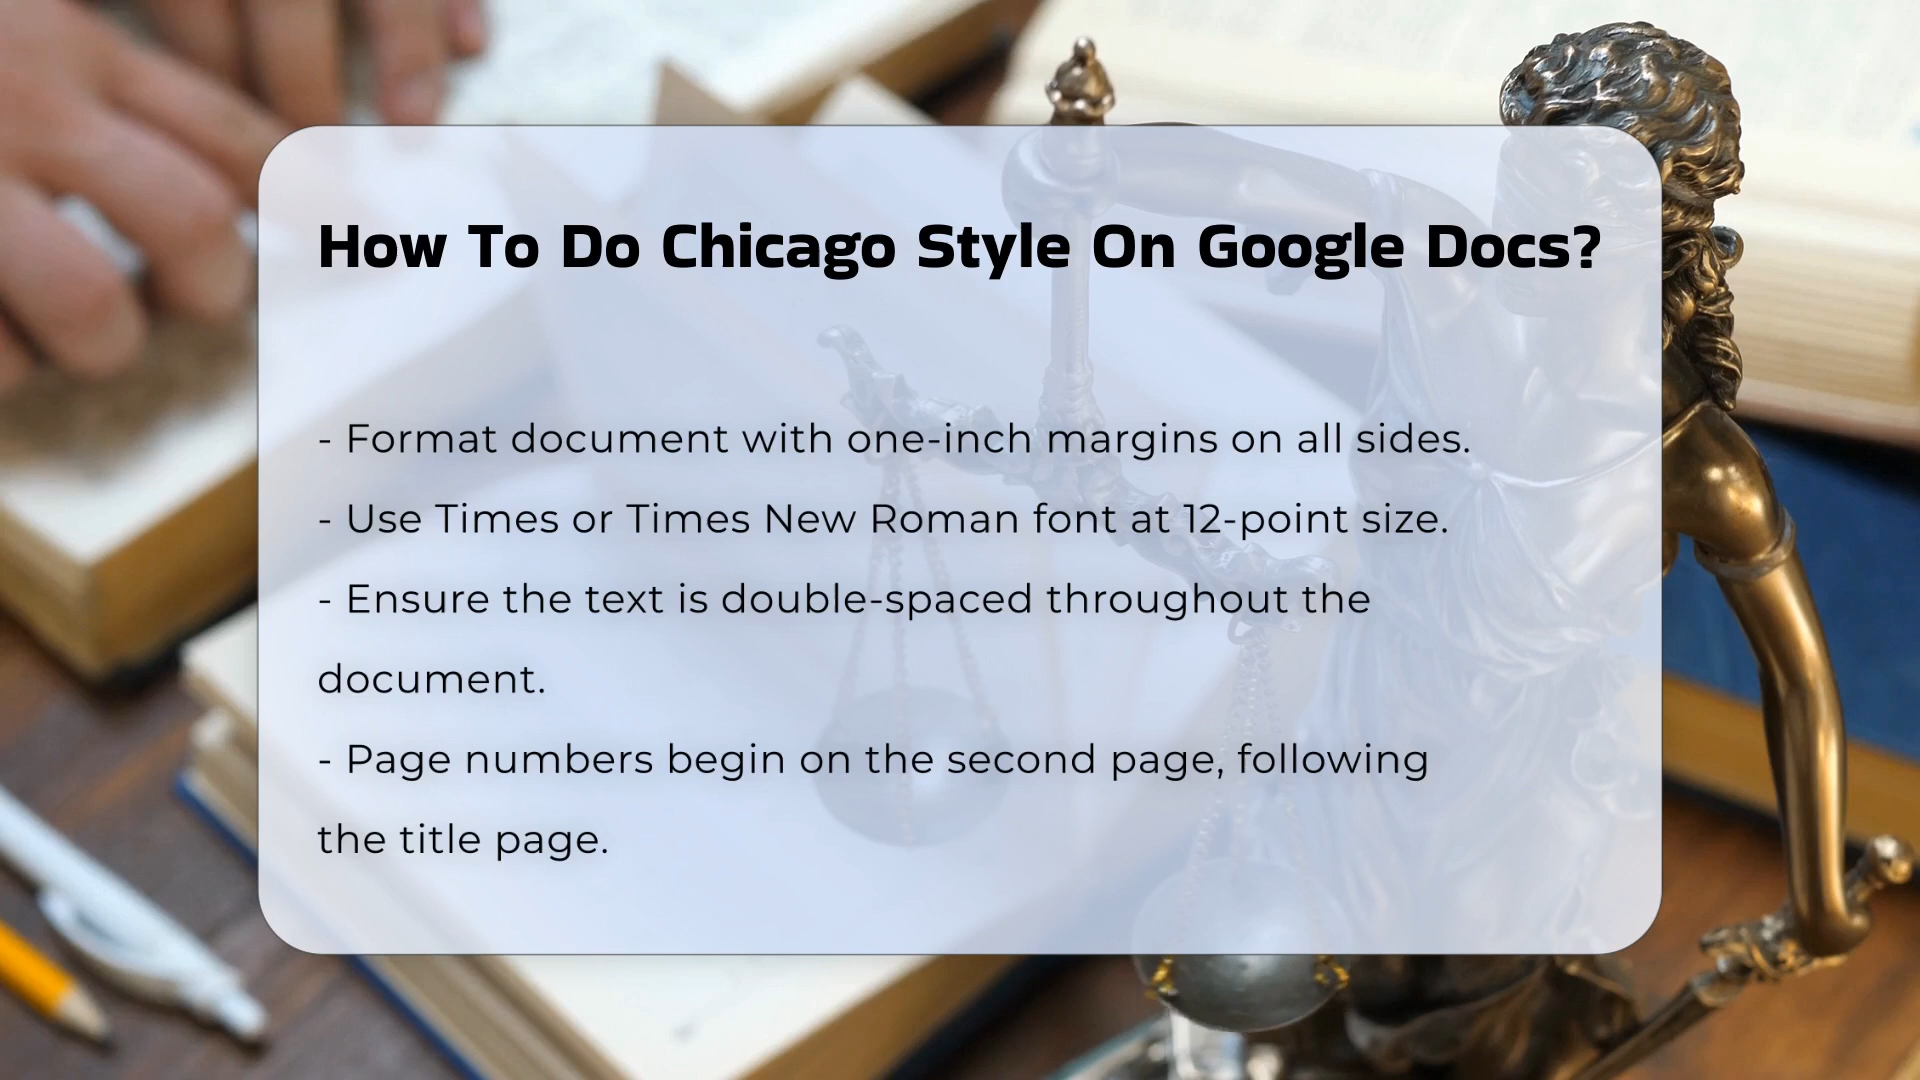 How To Do Chicago Style On Google Docs?
- Format document with one-inch margins on all sides.
- Use Times or Times New Roman font at 12-point size.
- Ensure the text is double-spaced throughout the
document.
- Page numbers begin on the second page, following
the title page.